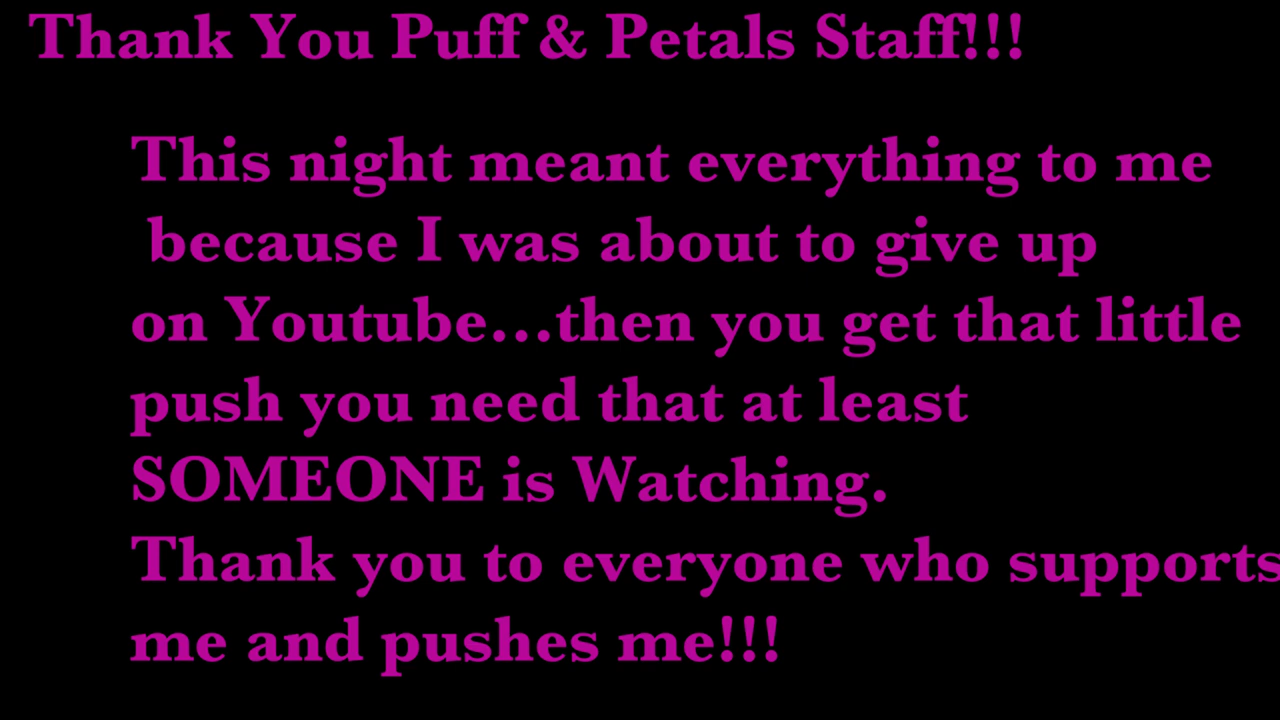 Thank You Puff & Petals Staff!!!
This night meant everything to me
because I was about to give up
on Youtube...then you get that little
push you need that at least
SOMEONE is Watching.
Thank you to everyone who supports
me and pushes me!!!